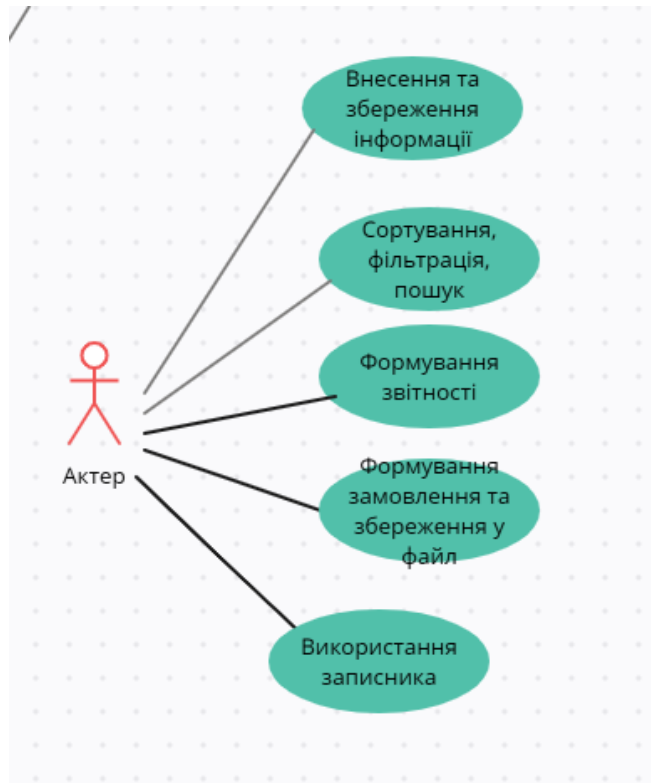 Внесення та
збереження
інформації
Сортування,
фільтрація,
пошук
Формування
звітності
Актер
Формування
замовлення та
збереження у
файл
Використання
записника